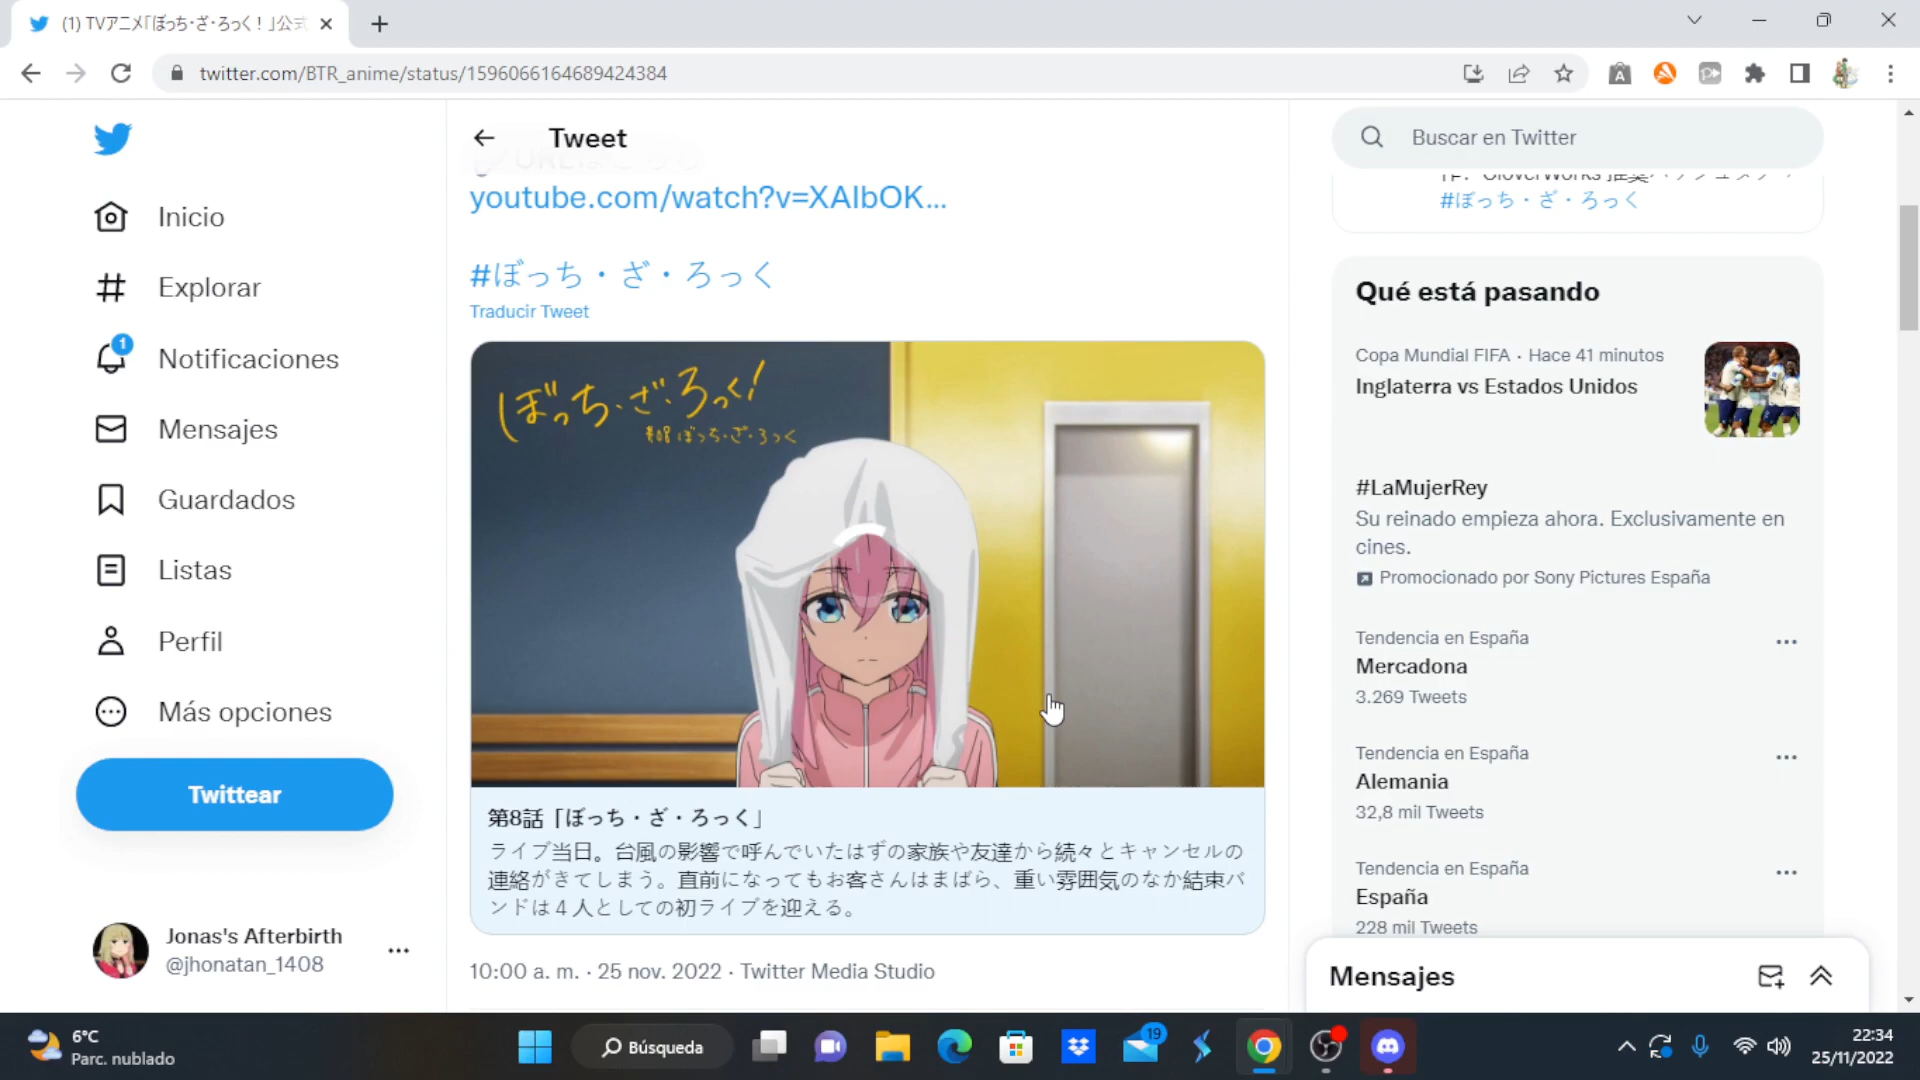 (1) TVアニメ「ぼっち・ざ・ろっく！」公式
twitter.com/BTR_anime/status/1596066164689424384
Inicio
Explorar
1
Notificaciones
Mensajes
Guardados
Listas
Perfil
Más opciones
Twittear
Jonas's Afterbirth
@jhonatan_1408
Tweet
youtube.com/watch?v=XAIbOK...
#ぼっち・ざ・ろっく
Traducir Tweet
ぼっち・ざ・ろっく!
ぼっち・ざ・ろっく
第8話「ぼっち・ざ・ろっく」
ライブ当日。台風の影響で呼んでいたはずの家族や友達から続々とキャンセルの
連絡がきてしまう。直前になってもお客さんはまばら、重い雰囲気のなか結束バ
ンドは４人としての初ライブを迎える。
10:00 a. m. · 25 nov. 2022 · Twitter Media Studio
Buscar en Twitter
#ぼっち・ざ・ろっく
Qué está pasando
Copa Mundial FIFA · Hace 41 minutos
Inglaterra vs Estados Unidos
#LaMujerRey
Su reinado empieza ahora. Exclusivamente en
cines.
Promocionado por Sony Pictures España
Tendencia en España
Mercadona
3.269 Tweets
Tendencia en España
Alemania
32,8 mil Tweets
Tendencia en España
España
228 mil Tweets
Mensajes
6°C
Parc. nublado
Búsqueda
19
22:34
25/11/2022